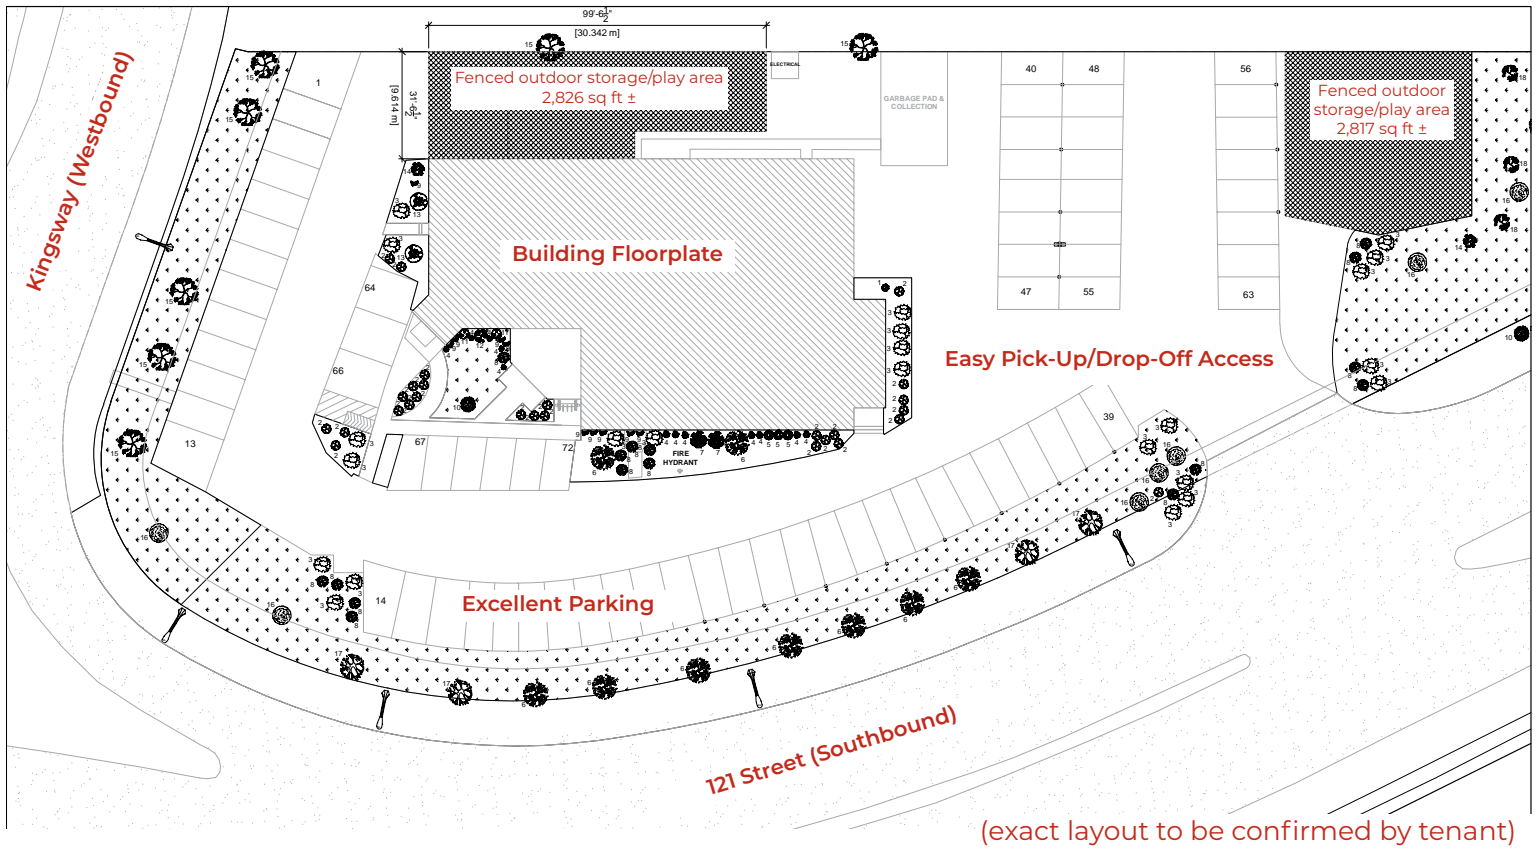 99'-6 1/2"
[30.342 m]
31'-6 1/2"
[9.614 m]
Fenced outdoor storage/play area
2,826 sq ft ±
ELECTRICAL
GARBAGE PAD &
COLLECTION
Fenced outdoor
storage/play area
2,817 sq ft ±
Kingsway (Westbound)
Building Floorplate
Easy Pick-Up/Drop-Off Access
1
13
14
39
40
48
47
55
56
63
64
66
67
72
FIRE
HYDRANT
Excellent Parking
121 Street (Southbound)
(exact layout to be confirmed by tenant)